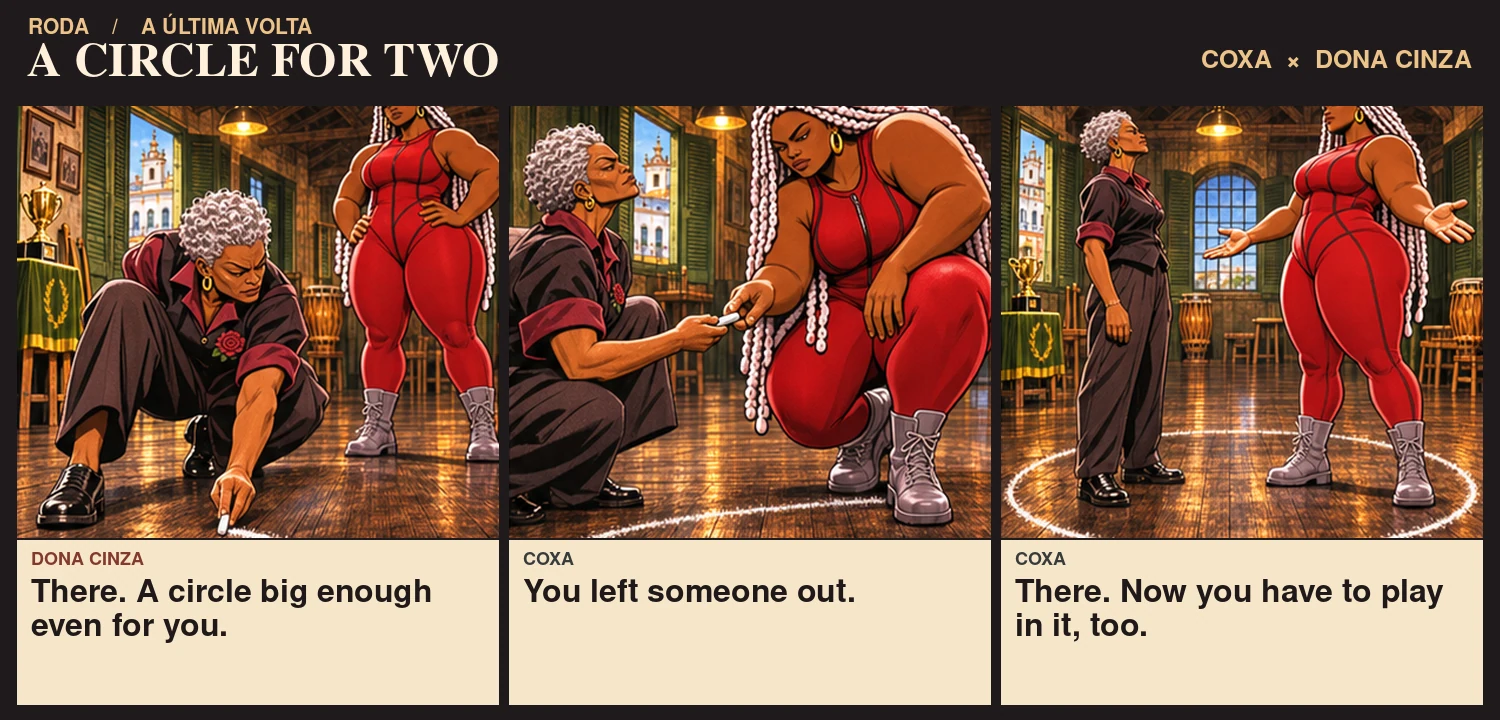 RODA / A ÚLTIMA VOLTA
A CIRCLE FOR TWO
COXA × DONA CINZA
DONA CINZA
There. A circle big enough
even for you.
COXA
You left someone out.
COXA
There. Now you have to play
in it, too.